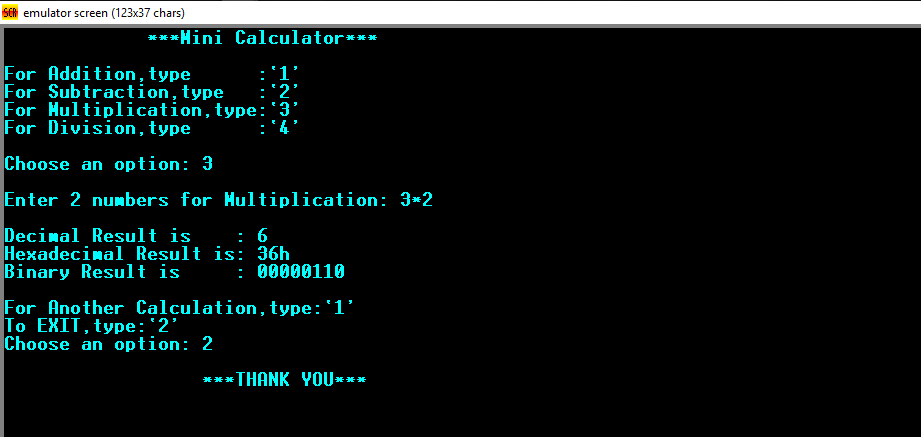 SCR emulator screen (123x37 chars)
***Mini Calculator***
For Addition,type :‘1’
For Subtraction,type :‘2’
For Multiplication,type:‘3’
For Division,type :‘4’
Choose an option: 3
Enter 2 numbers for Multiplication: 3*2
Decimal Result is : 6
Hexadecimal Result is: 36h
Binary Result is : 00000110
For Another Calculation,type:‘1’
To EXIT,type:‘2’
Choose an option: 2
***THANK YOU***